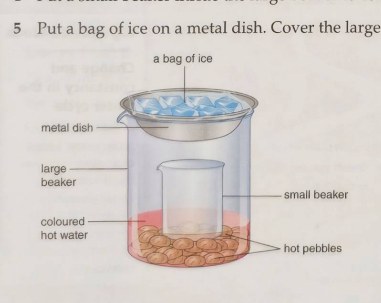 5 Put a bag of ice on a metal dish. Cover the large
a bag of ice
metal dish
large
beaker
small beaker
coloured
hot water
hot pebbles